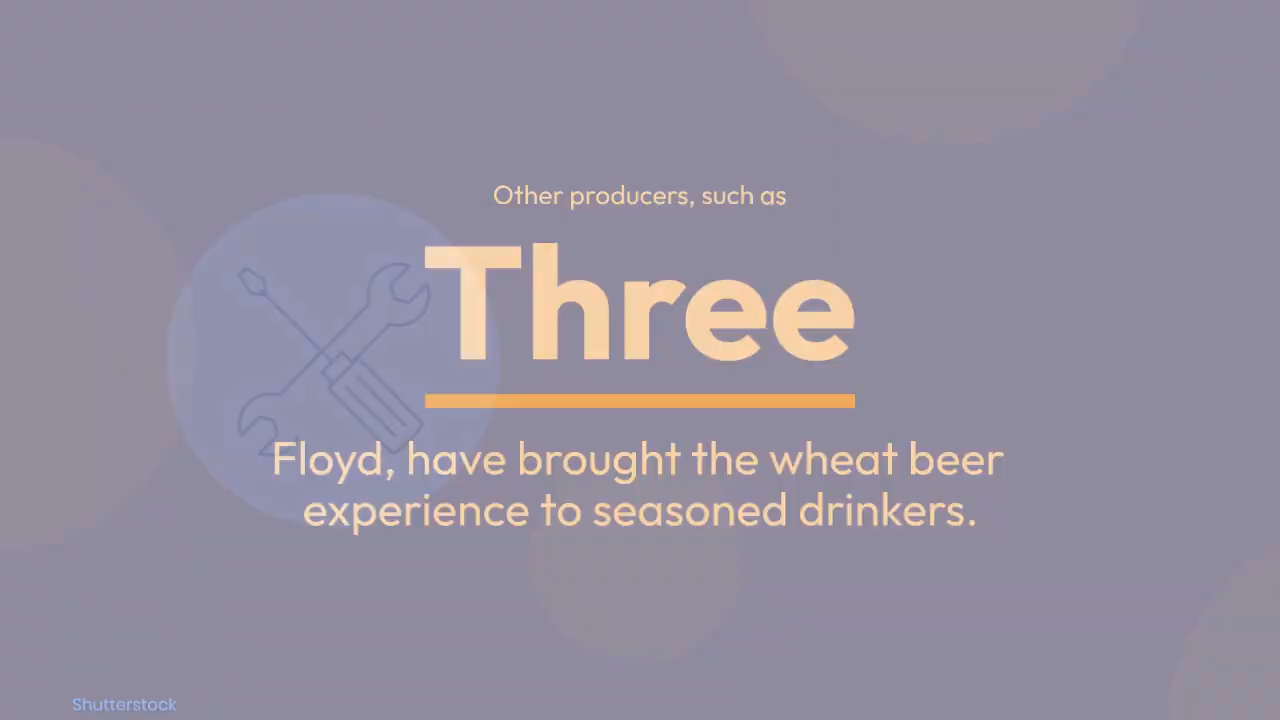 Other producers, such as
Three
Floyd, have brought the wheat beer
experience to seasoned drinkers.
Shutterstock